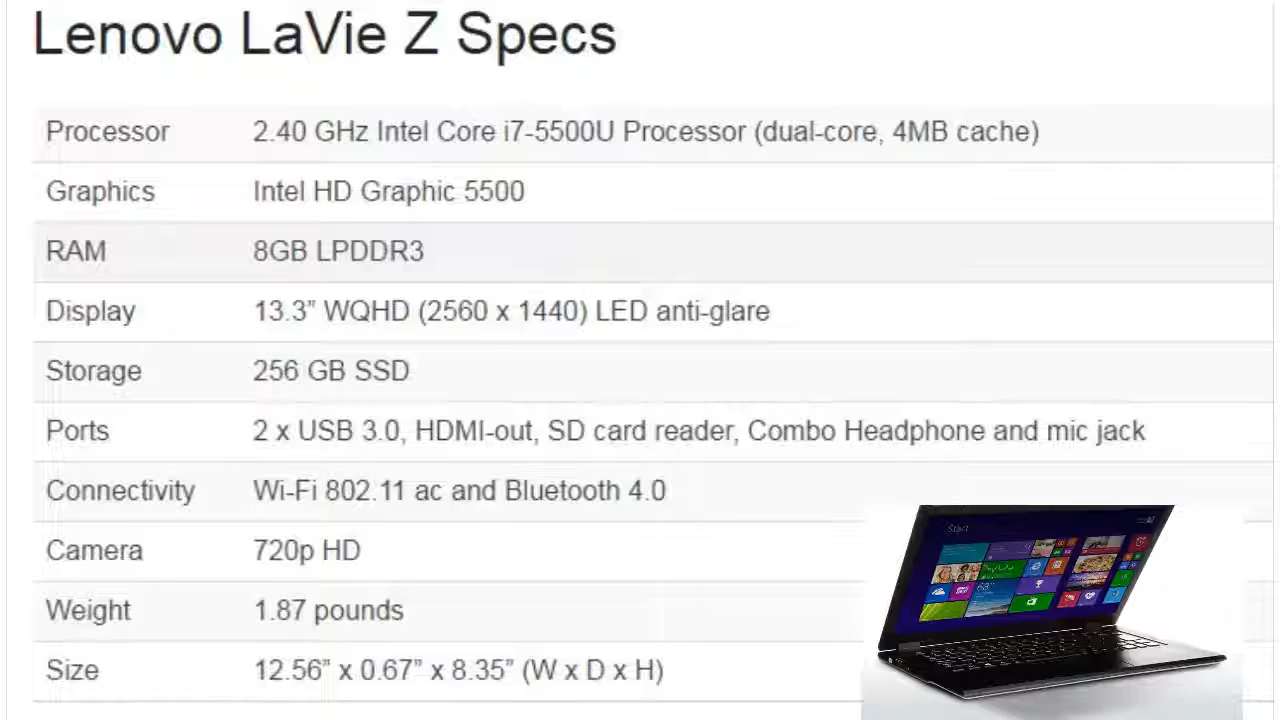 Lenovo LaVie Z Specs
Processor 2.40 GHz Intel Core i7-5500U Processor (dual-core, 4MB cache)
Graphics Intel HD Graphic 5500
RAM 8GB LPDDR3
Display 13.3” WQHD (2560 x 1440) LED anti-glare
Storage 256 GB SSD
Ports 2 x USB 3.0, HDMI-out, SD card reader, Combo Headphone and mic jack
Connectivity Wi-Fi 802.11 ac and Bluetooth 4.0
Camera 720p HD
Weight 1.87 pounds
Size 12.56” x 0.67” x 8.35” (W x D x H)
Start
68°